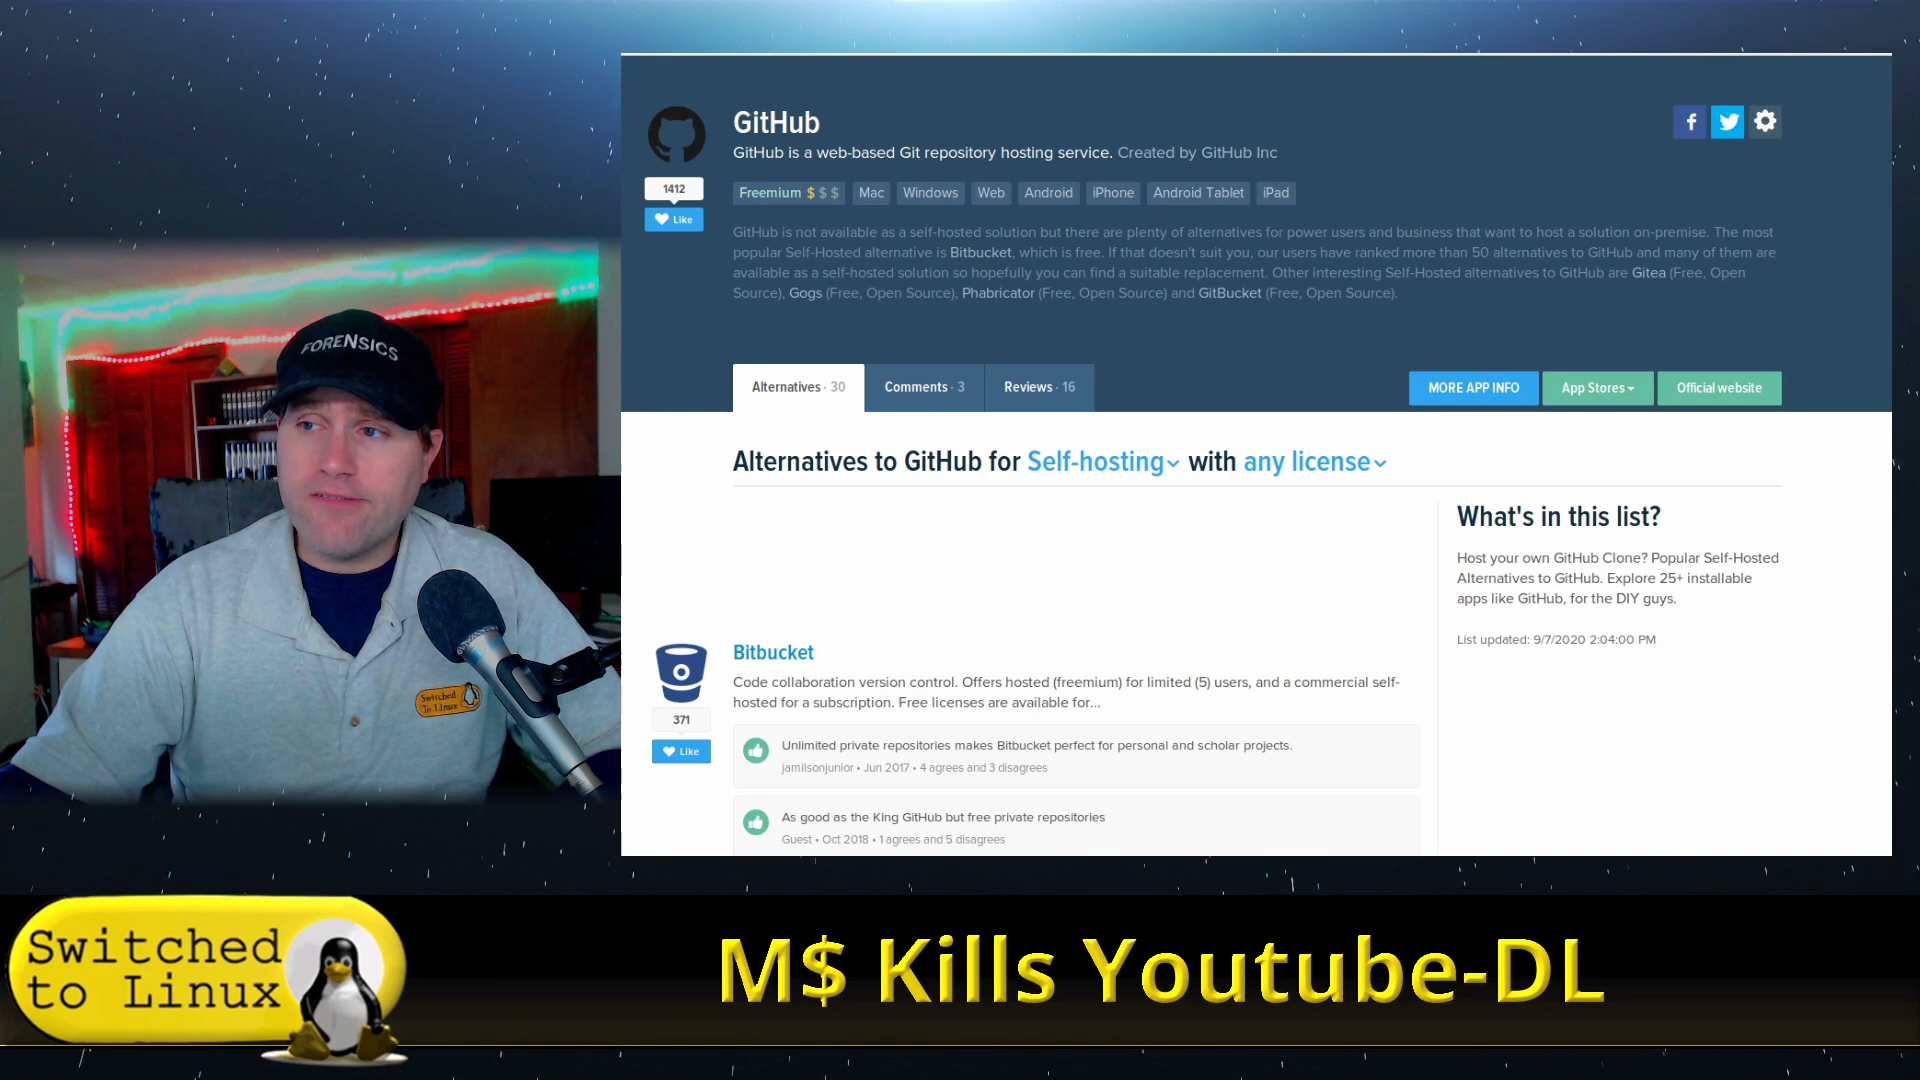 GitHub
GitHub is a web-based Git repository hosting service. Created by GitHub Inc
1412
Like
Freemium $ $ $ Mac Windows Web Android iPhone Android Tablet iPad
GitHub is not available as a self-hosted solution but there are plenty of alternatives for power users and business that want to host a solution on-premise. The most
popular Self-Hosted alternative is Bitbucket, which is free. If that doesn't suit you, our users have ranked more than 50 alternatives to GitHub and many of them are
available as a self-hosted solution so hopefully you can find a suitable replacement. Other interesting Self-Hosted alternatives to GitHub are Gitea (Free, Open
Source), Gogs (Free, Open Source), Phabricator (Free, Open Source) and GitBucket (Free, Open Source).
Alternatives · 30 Comments · 3 Reviews · 16 MORE APP INFO App Stores Official website
Alternatives to GitHub for Self-hosting with any license
What's in this list?
Host your own GitHub Clone? Popular Self-Hosted
Alternatives to GitHub. Explore 25+ installable
apps like GitHub, for the DIY guys.
List updated: 9/7/2020 2:04:00 PM
Bitbucket
Code collaboration version control. Offers hosted (freemium) for limited (5) users, and a commercial self-
hosted for a subscription. Free licenses are available for...
371
Like
Unlimited private repositories makes Bitbucket perfect for personal and scholar projects.
jamilsonjunior • Jun 2017 • 4 agrees and 3 disagrees
As good as the King GitHub but free private repositories
Guest • Oct 2018 • 1 agrees and 5 disagrees
FORENSICS
Switched
To Linux
Switched
to Linux
M$ Kills Youtube-DL